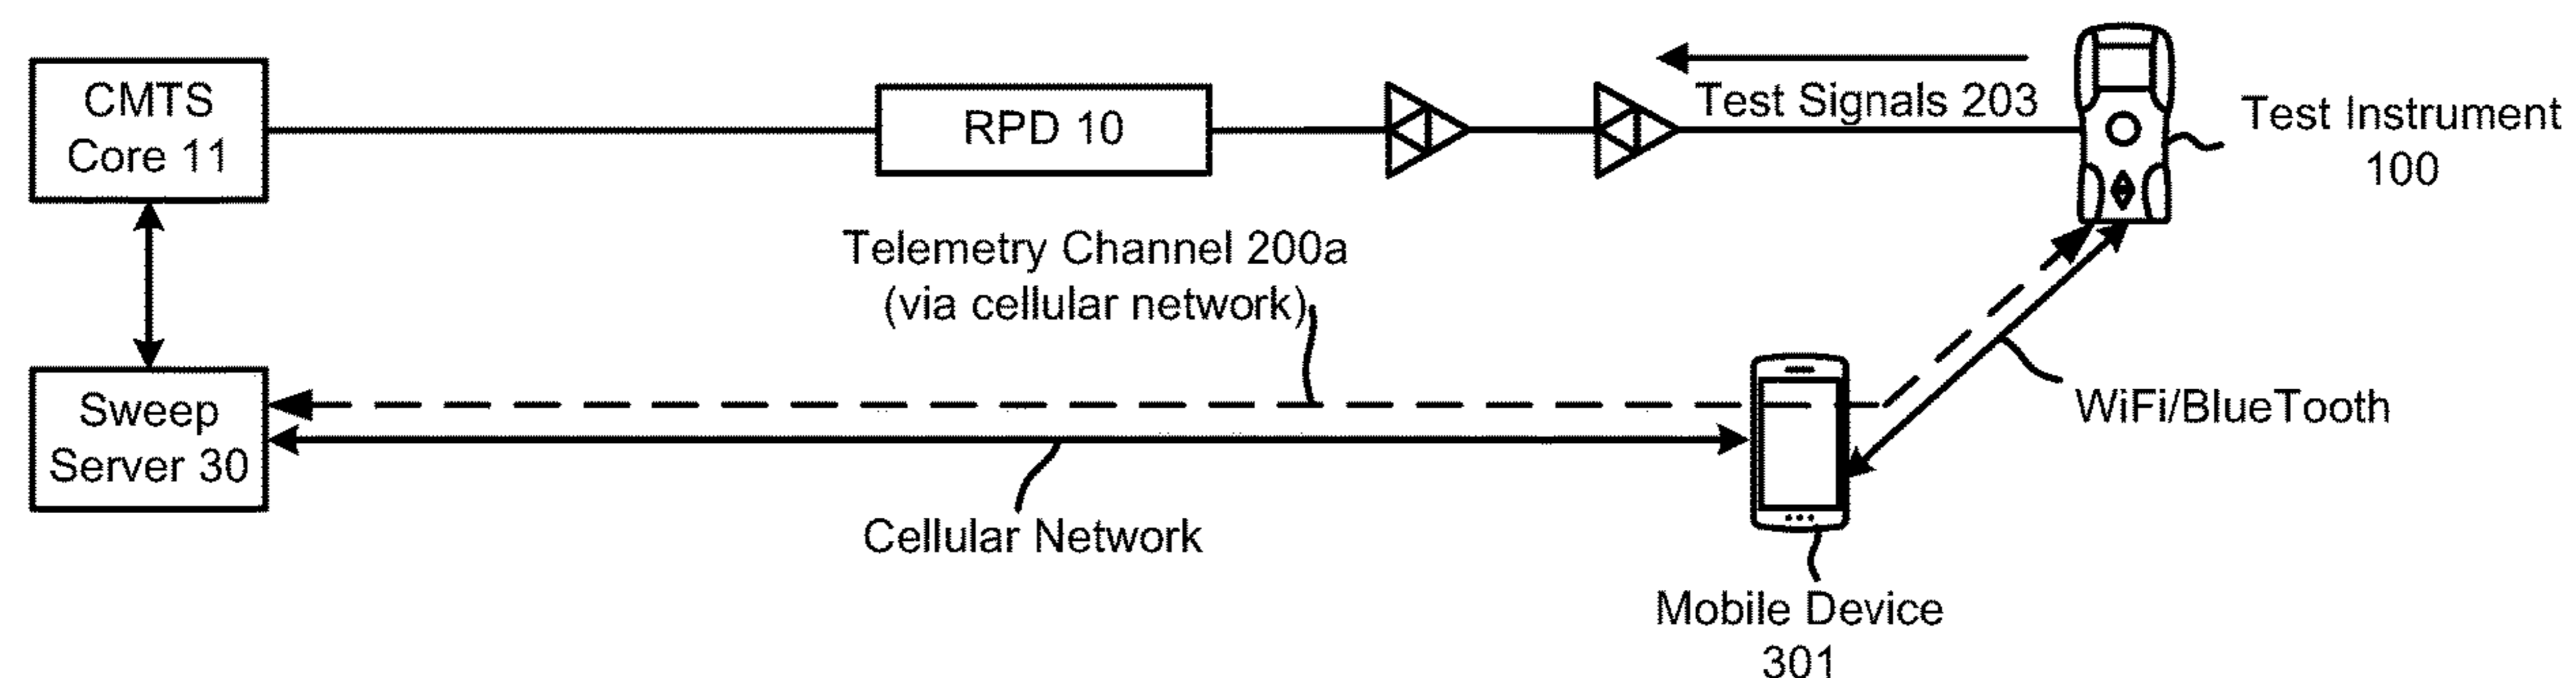 CMTS
Core 11
RPD 10
Test Signals 203
Test Instrument
100
Telemetry Channel 200a
(via cellular network)
Sweep
Server 30
WiFi/BlueTooth
Cellular Network
Mobile Device
301